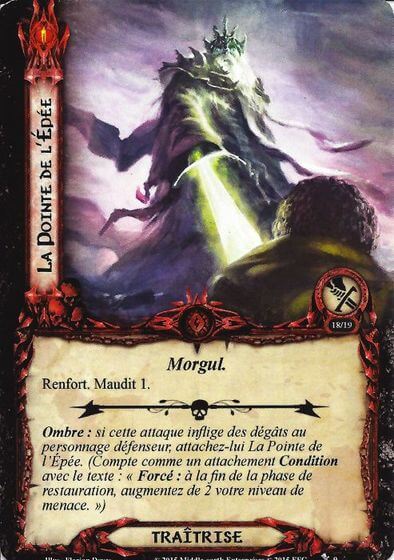 LA POINTE DE L'ÉPÉE
18/19
Morgul.
Renfort. Maudit 1.
Ombre : si cette attaque inflige des dégâts au
personnage défenseur, attachez-lui La Pointe de
l'Épée. (Compte comme un attachement Condition
avec le texte : « Forcé : à la fin de la phase de
restauration, augmentez de 2 votre niveau de
menace. »)
TRAÎTRISE